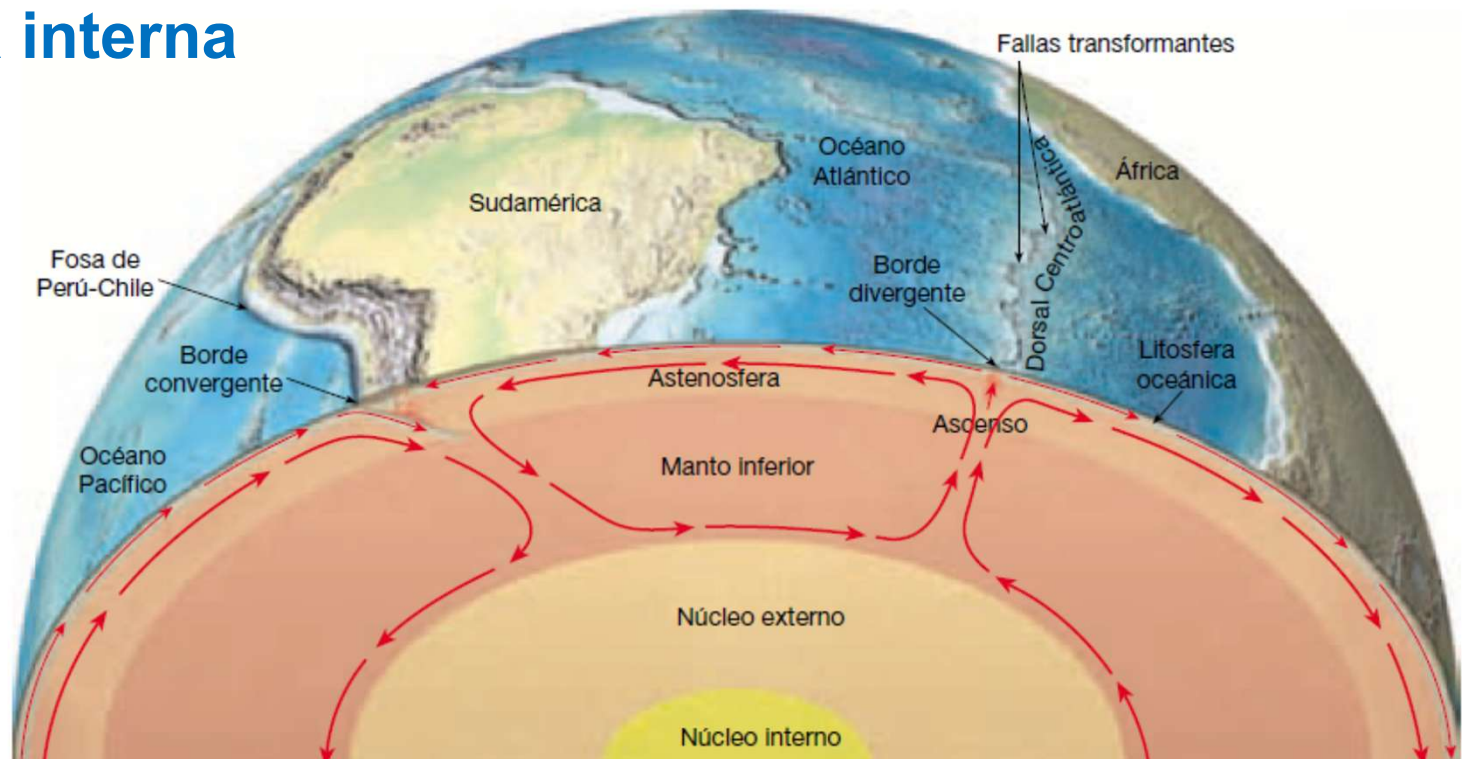 interna
Fallas transformantes
Océano
Atlántico
África
Sudamérica
Dorsal Centroatlántica
Fosa de
Perú-Chile
Borde
divergente
Borde
convergente
Litosfera
oceánica
Astenosfera
Ascenso
Océano
Pacífico
Manto inferior
Núcleo externo
Núcleo interno